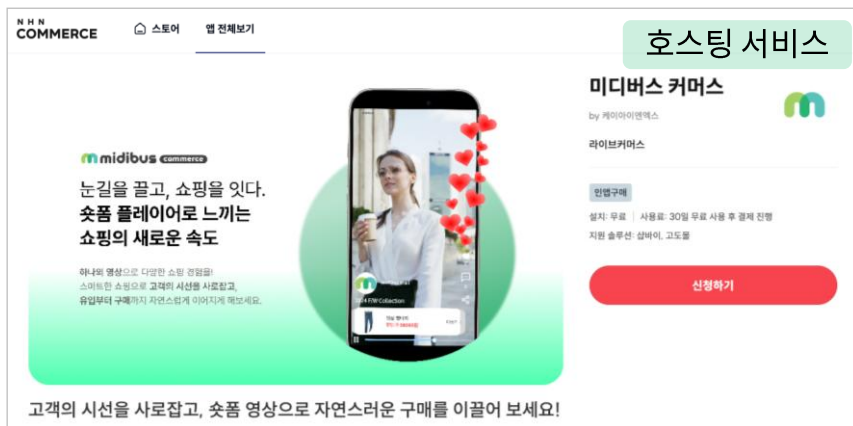 NHN
COMMERCE
스토어
앱 전체보기
호스팅 서비스
미디버스 커머스
by 케이아이엔엑스
라이브커머스
인앱구매
설치: 무료 | 사용료: 30일 무료 사용 후 결제 진행
지원 솔루션: 샵바이, 고도몰
신청하기
midibus commerce
눈길을 끌고, 쇼핑을 잇다.
숏폼 플레이어로 느끼는
쇼핑의 새로운 속도
하나의 영상으로 다양한 쇼핑 경험을!
스마트한 쇼핑으로 고객의 시선을 사로잡고,
유입부터 구매까지 자연스럽게 이어지게 해보세요.
F/W Collection
고객의 시선을 사로잡고, 숏폼 영상으로 자연스러운 구매를 이끌어 보세요!